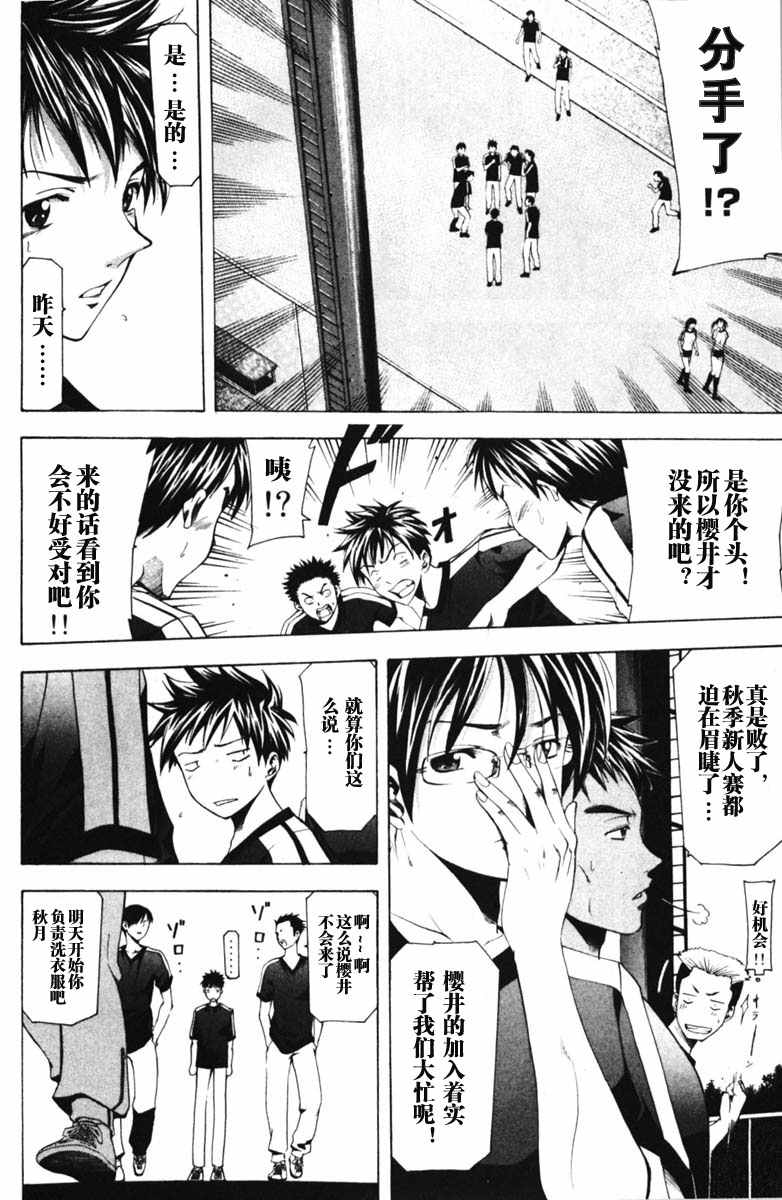 分手了!?
是…是的…
昨天……
是你个头!
所以樱井才
没来的吧?
咦!?
来的话看到你
会不好受对吧!!
真是败了,
秋季新人赛都
迫在眉睫了…
好机会!!
樱井的加入着实
帮了我们大忙呢!
就算你们这
么说…
啊~啊
这么说樱井
不会来了
……
明天开始你
负责洗衣服吧
秋月